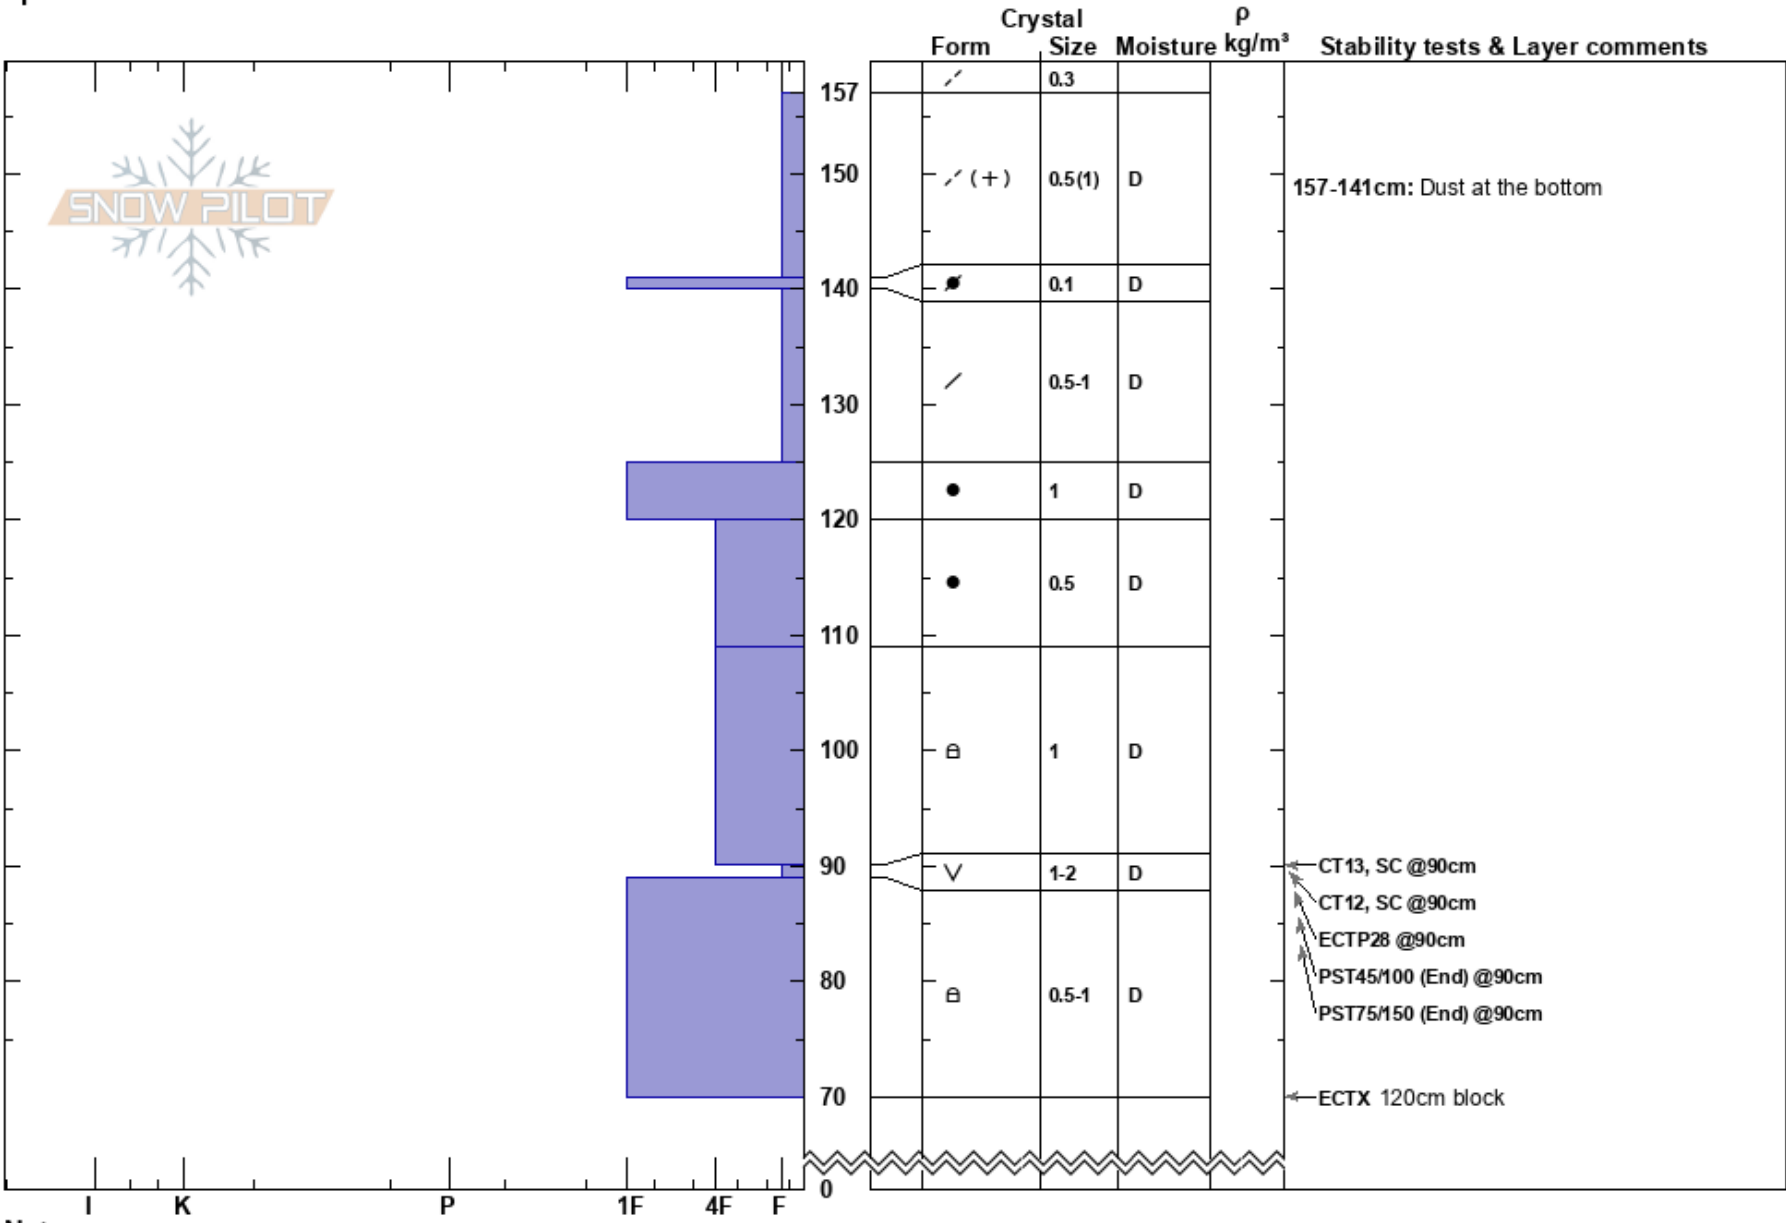 Crystal ρ
Form Size Moisture kg/m³ Stability tests & Layer comments
0.3
157
150 (+) 0.5(1) D 157-141cm: Dust at the bottom
SNOW PILOT
140 0.1 D
0.5-1 D
130
1 D
120
0.5 D
110
100 1 D
90 1-2 D CT13, SC @90cm
CT12, SC @90cm
ECTP28 @90cm
80 PST45/100 (End) @90cm
0.5-1 D
PST75/150 (End) @90cm
70 ECTX 120cm block
0
I K P 1F 4F F